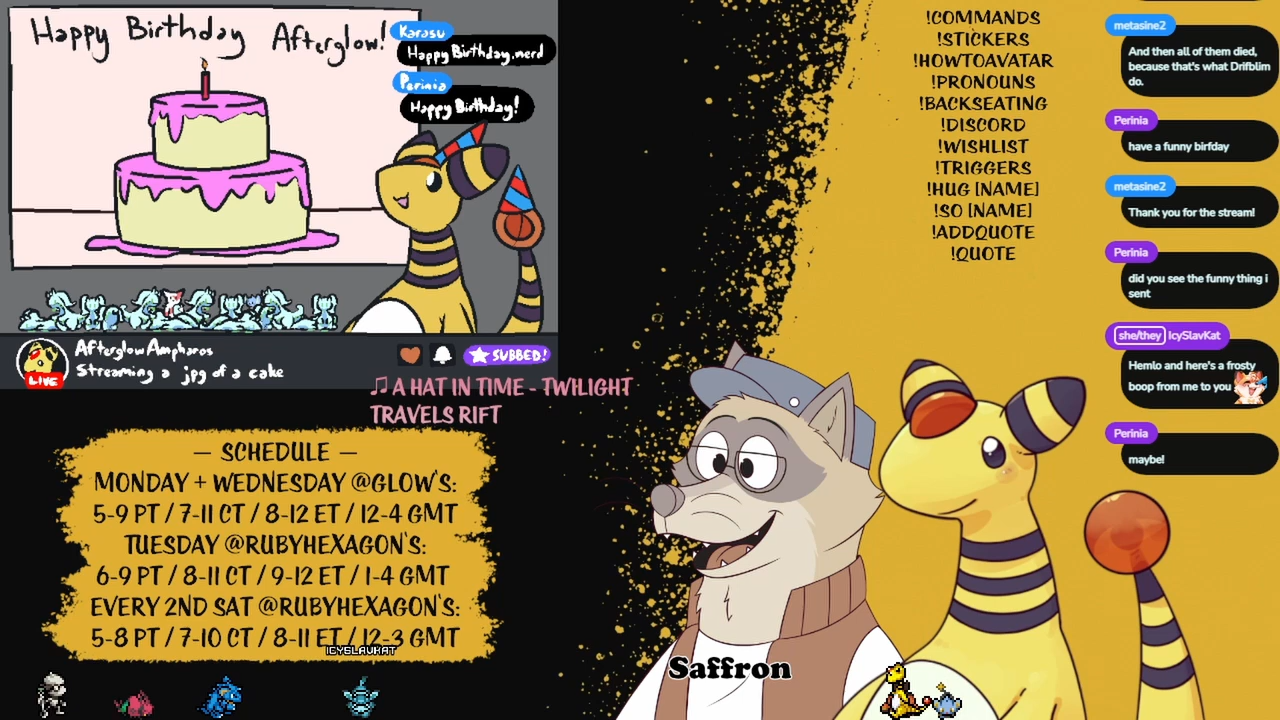 Happy Birthday Afterglow!
Karasu
Happy Birthday.nerd
Perinia
Happy Birthday!
LIVE
AfterglowAmpharos
Streaming a jpg of a cake
SUBBED!
♫ A HAT IN TIME - TWILIGHT
TRAVELS RIFT
— SCHEDULE —
MONDAY + WEDNESDAY @GLOW'S:
5-9 PT / 7-11 CT / 8-12 ET / 12-4 GMT
TUESDAY @RUBYHEXAGON'S:
6-9 PT / 8-11 CT / 9-12 ET / 1-4 GMT
EVERY 2ND SAT @RUBYHEXAGON'S:
5-8 PT / 7-10 CT / 8-11 ET / 12-3 GMT
ICYSLAVKAT
Saffron
!COMMANDS
!STICKERS
!HOWTOAVATAR
!PRONOUNS
!BACKSEATING
!DISCORD
!WISHLIST
!TRIGGERS
!HUG [NAME]
!SO [NAME]
!ADDQUOTE
!QUOTE
metasine2
And then all of them died,
because that's what Drifblim
do.
Perinia
have a funny birfday
metasine2
Thank you for the stream!
Perinia
did you see the funny thing i
sent
she/they IcySlavKat
Hemlo and here's a frosty
boop from me to you
Perinia
maybe!